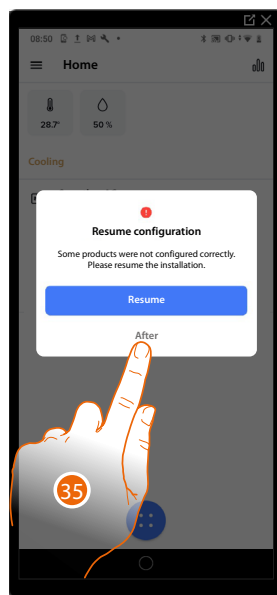 08:50
Home
28.7°
50 %
Cooling
Resume configuration
Some products were not configured correctly.
Please resume the installation.
Resume
After
35